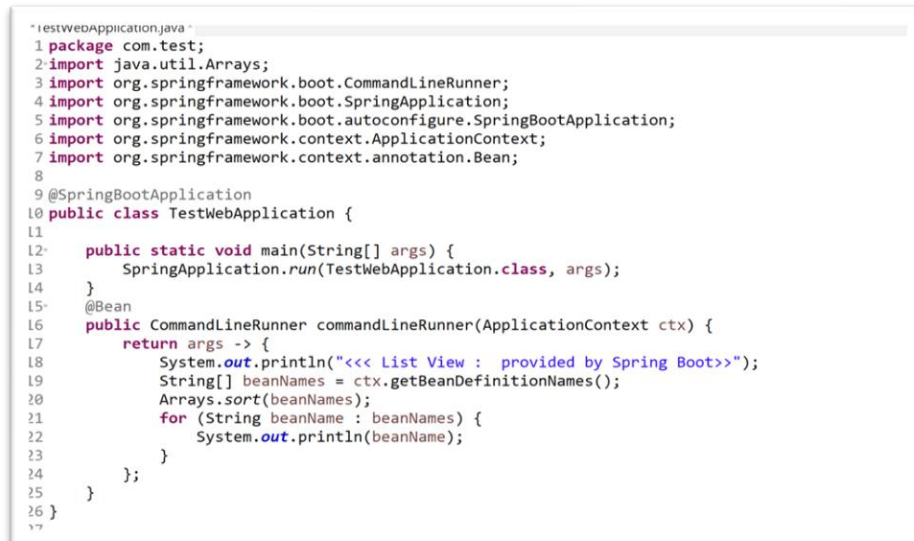 *TestWebApplication.java
1 package com.test;
2 import java.util.Arrays;
3 import org.springframework.boot.CommandLineRunner;
4 import org.springframework.boot.SpringApplication;
5 import org.springframework.boot.autoconfigure.SpringBootApplication;
6 import org.springframework.context.ApplicationContext;
7 import org.springframework.context.annotation.Bean;
8
9 @SpringBootApplication
10 public class TestWebApplication {
11
12 public static void main(String[] args) {
13 SpringApplication.run(TestWebApplication.class, args);
14 }
15 @Bean
16 public CommandLineRunner commandLineRunner(ApplicationContext ctx) {
17 return args -> {
18 System.out.println("<<< List View :  provided by Spring Boot>>");
19 String[] beanNames = ctx.getBeanDefinitionNames();
20 Arrays.sort(beanNames);
21 for (String beanName : beanNames) {
22 System.out.println(beanName);
23 }
24 };
25 }
26 }
27